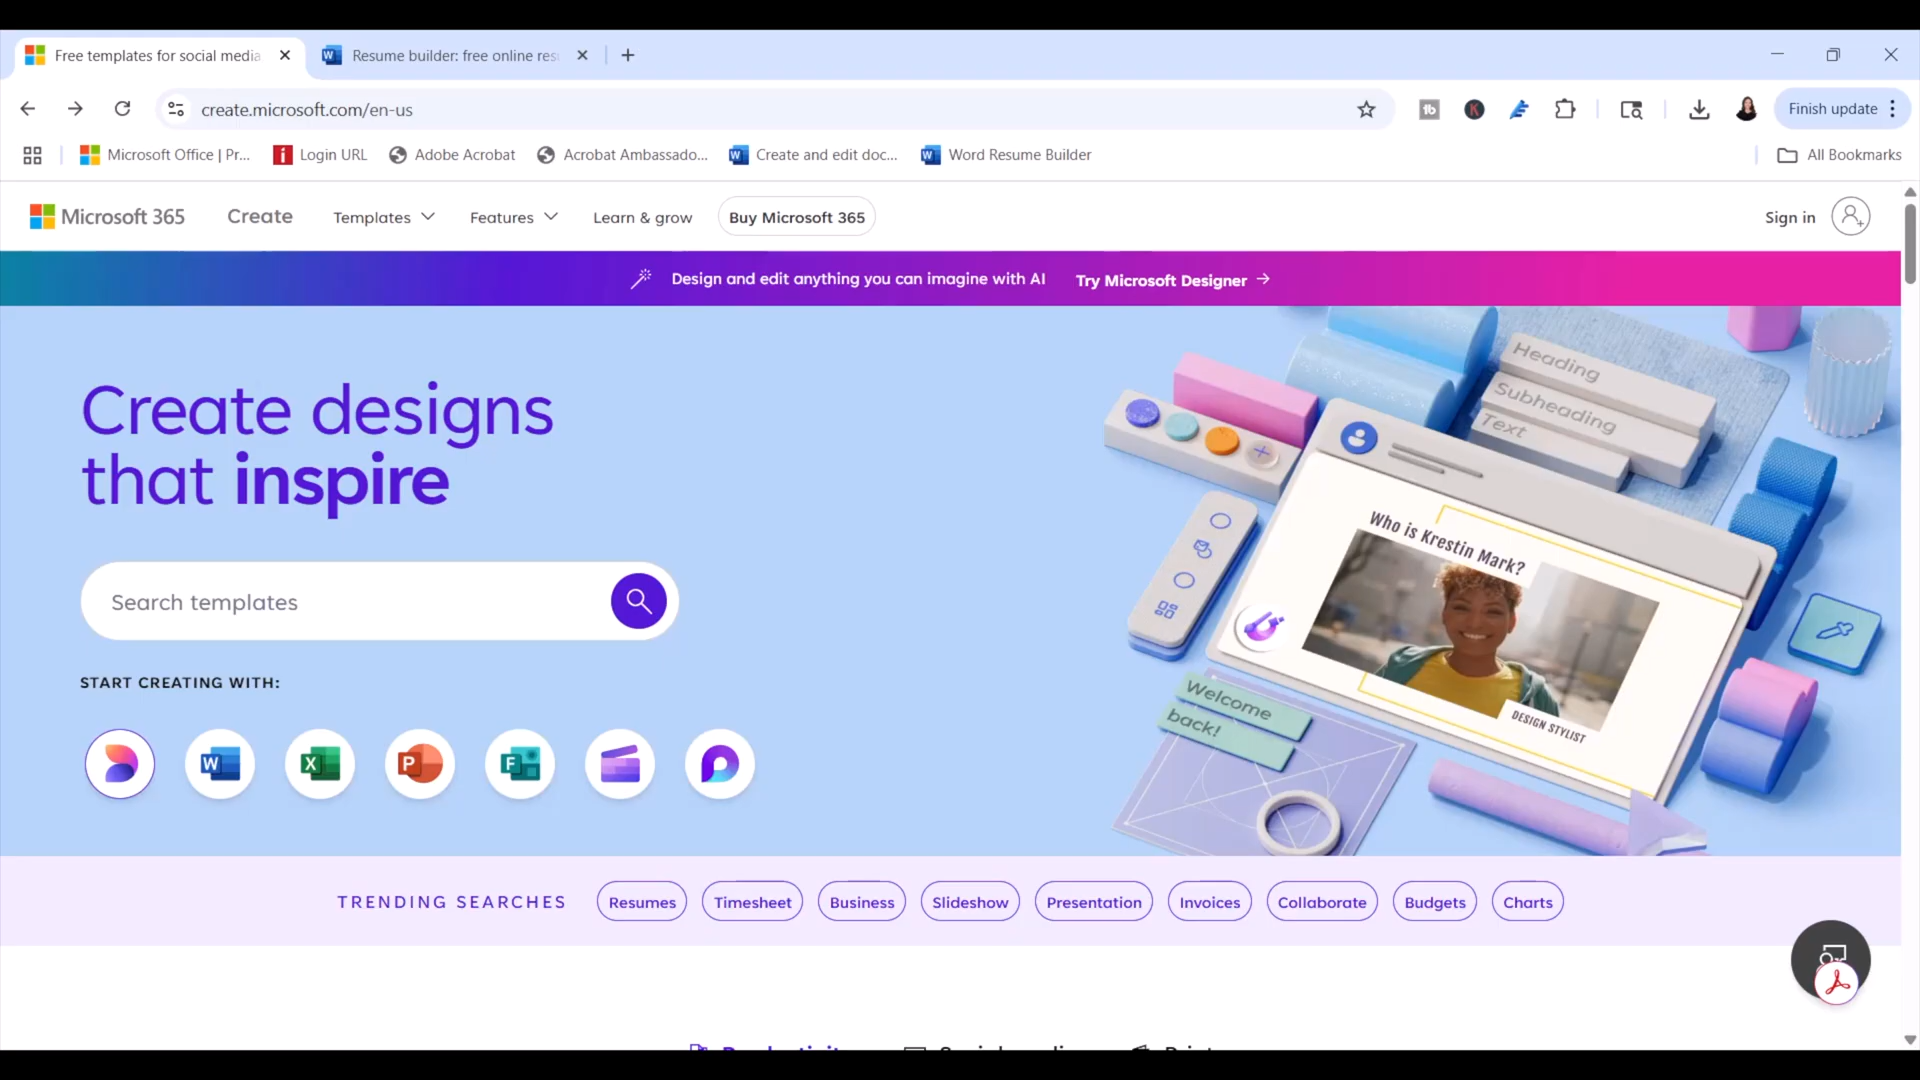 Free templates for social media
Resume builder: free online res
create.microsoft.com/en-us
Finish update
Microsoft Office | Pr...
Login URL
Adobe Acrobat
Acrobat Ambassado...
Create and edit doc...
Word Resume Builder
All Bookmarks
Microsoft 365
Create
Templates
Features
Learn & grow
Buy Microsoft 365
Sign in
Design and edit anything you can imagine with AI
Try Microsoft Designer
Create designs
that inspire
Search templates
START CREATING WITH:
Heading
Subheading
Text
Who is Krestin Mark?
DESIGN STYLIST
Welcome
back!
TRENDING SEARCHES
Resumes
Timesheet
Business
Slideshow
Presentation
Invoices
Collaborate
Budgets
Charts